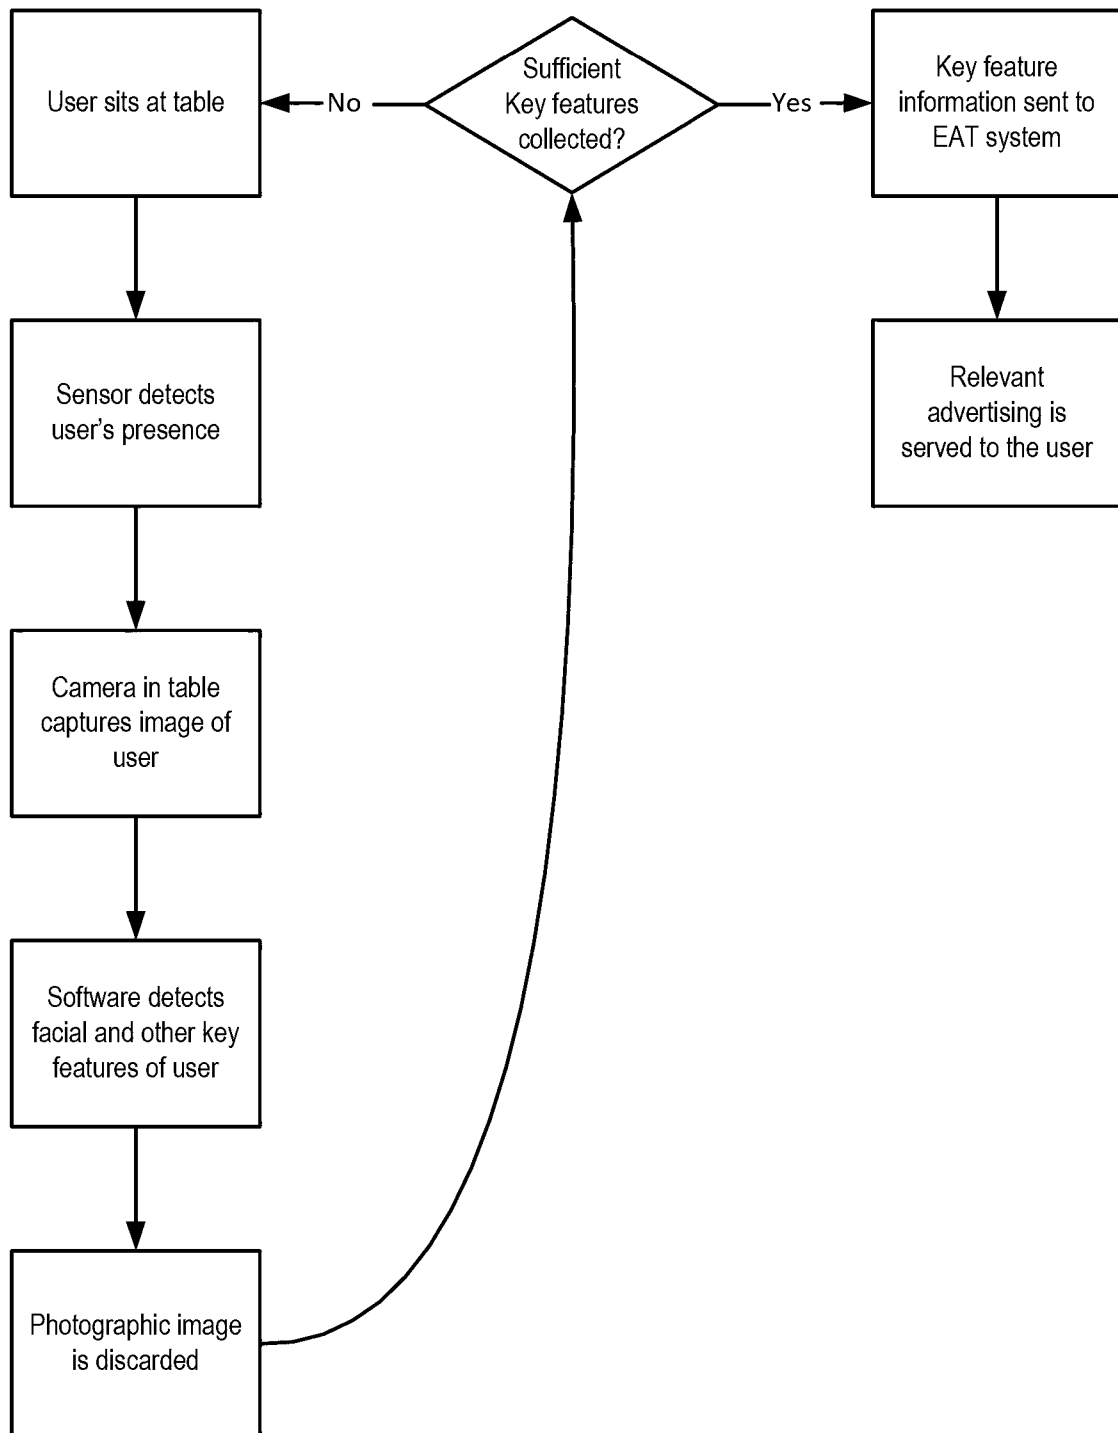 User sits at table
No
Sufficient
Key features
collected?
Yes
Key feature
information sent to
EAT system
Sensor detects
user’s presence
Relevant
advertising is
served to the user
Camera in table
captures image of
user
Software detects
facial and other key
features of user
Photographic image
is discarded